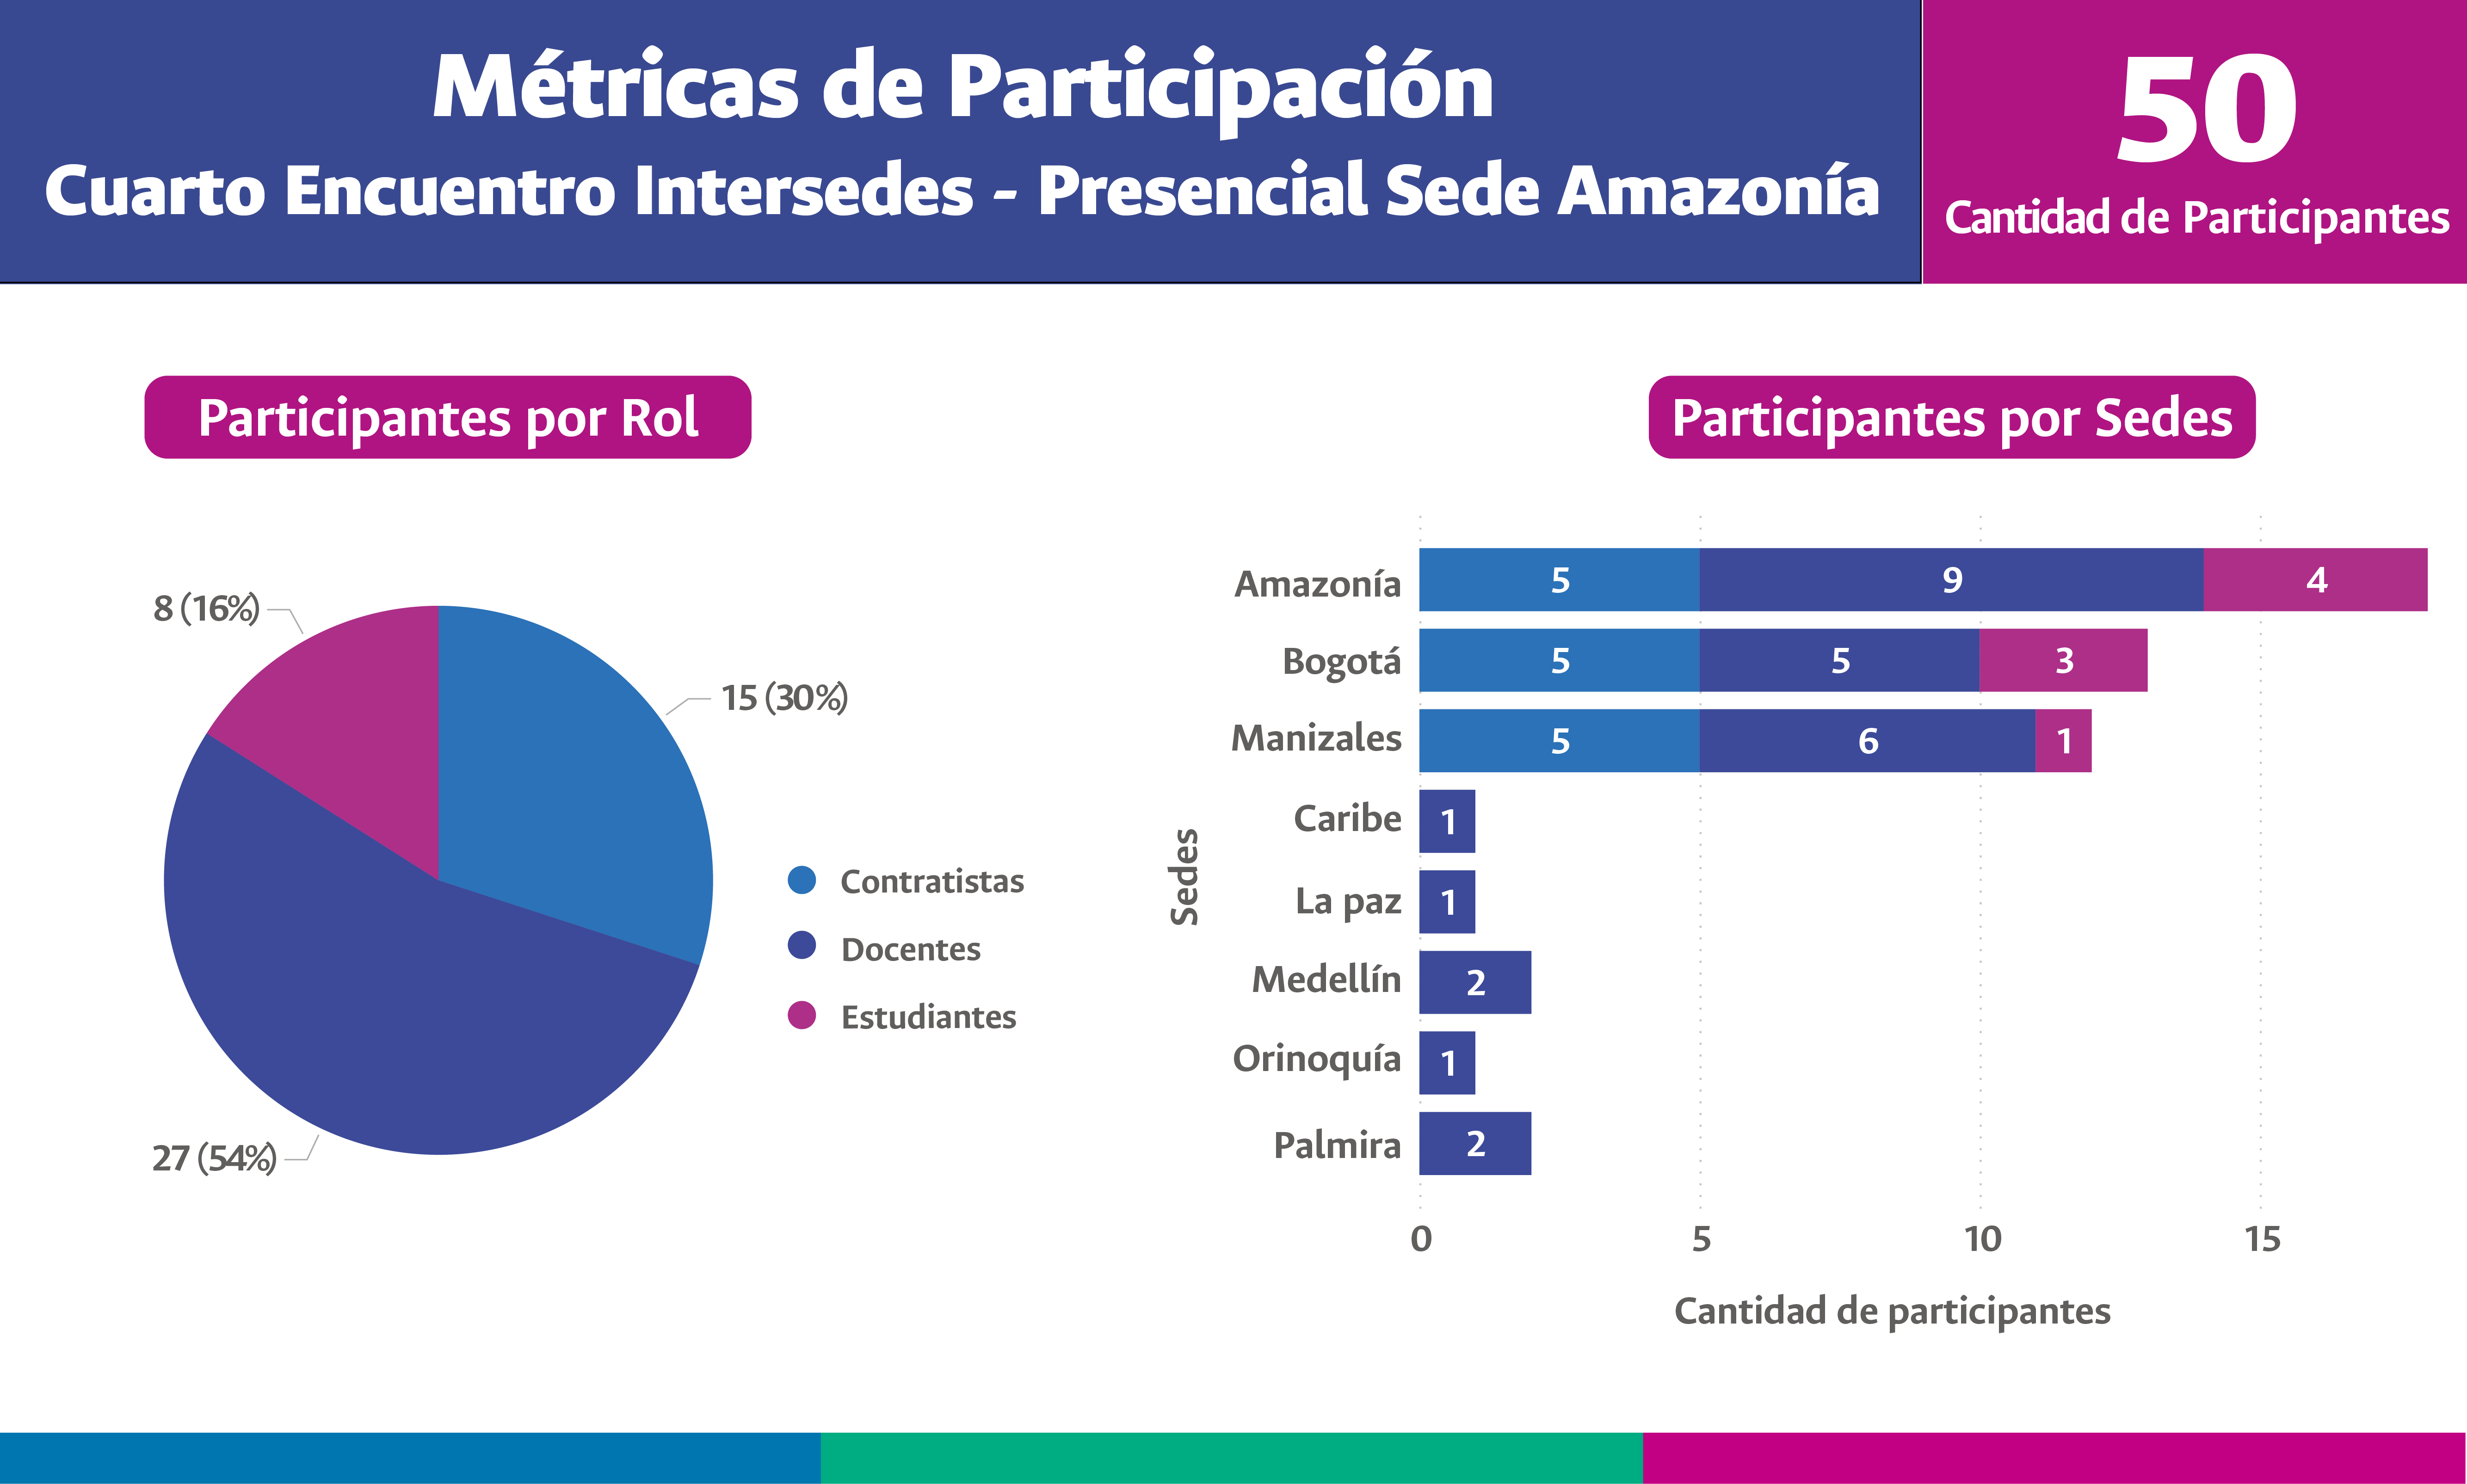 Métricas de Participación
Cuarto Encuentro Intersedes - Presencial Sede Amazonía
50
Cantidad de Participantes
Participantes por Rol
8 (16%)
15 (30%)
27 (54%)
Contratistas
Docentes
Estudiantes
Participantes por Sedes
Sedes
Amazonía 5 9 4
Bogotá 5 5 3
Manizales 5 6 1
Caribe 1
La paz 1
Medellín 2
Orinoquía 1
Palmira 2
0 5 10 15
Cantidad de participantes